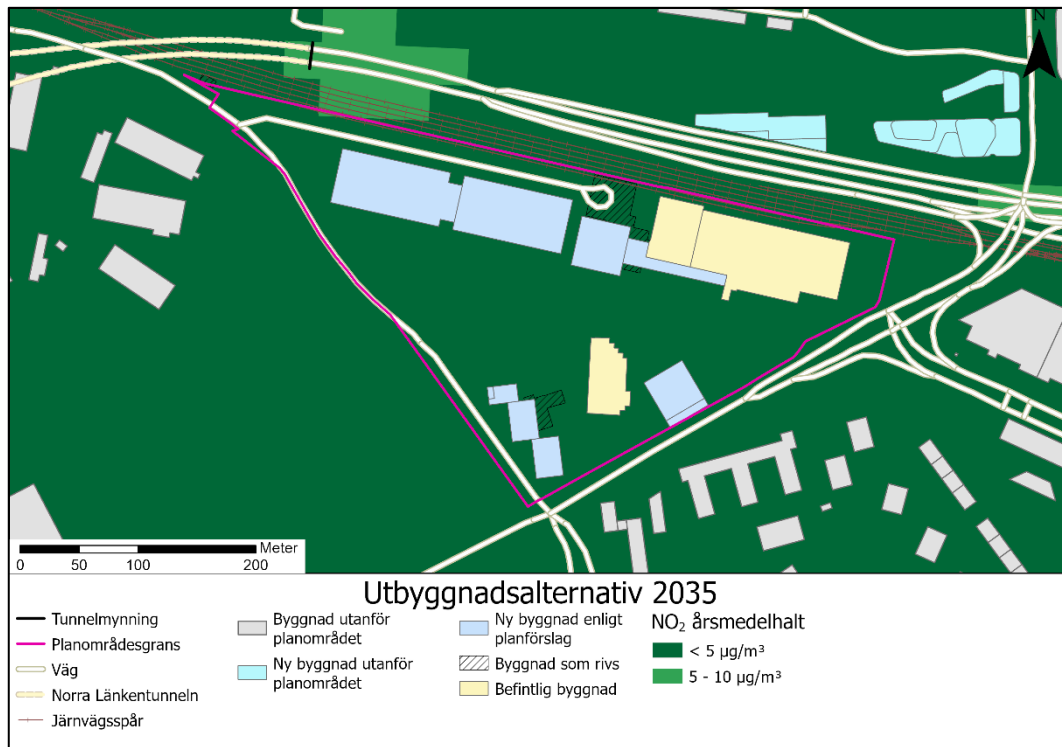 N
Meter
0 50 100 200
Utbyggnadsalternativ 2035
Tunnelmynning
Planområdesgrans
Väg
Norra Länkentunneln
Järnvägsspår
Byggnad utanför
planområdet
Ny byggnad utanför
planområdet
Ny byggnad enligt
planförslag
Byggnad som rivs
Befintlig byggnad
NO₂ årsmedelhalt
< 5 µg/m³
5 - 10 µg/m³